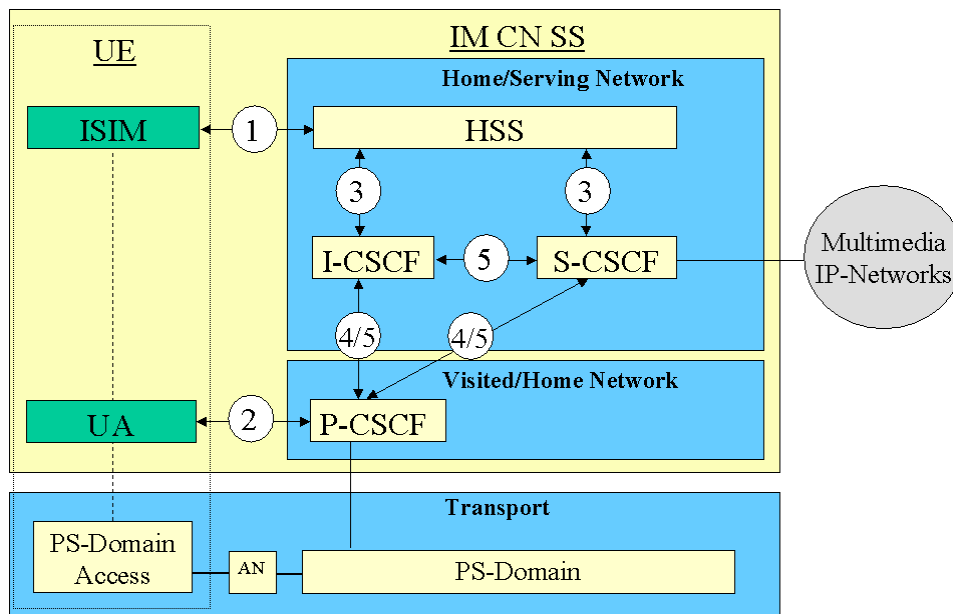 UE
IM CN SS
Home/Serving Network
ISIM
1
HSS
3
3
I-CSCF
5
S-CSCF
Multimedia
IP-Networks
4/5
4/5
Visited/Home Network
UA
2
P-CSCF
Transport
PS-Domain
Access
AN
PS-Domain